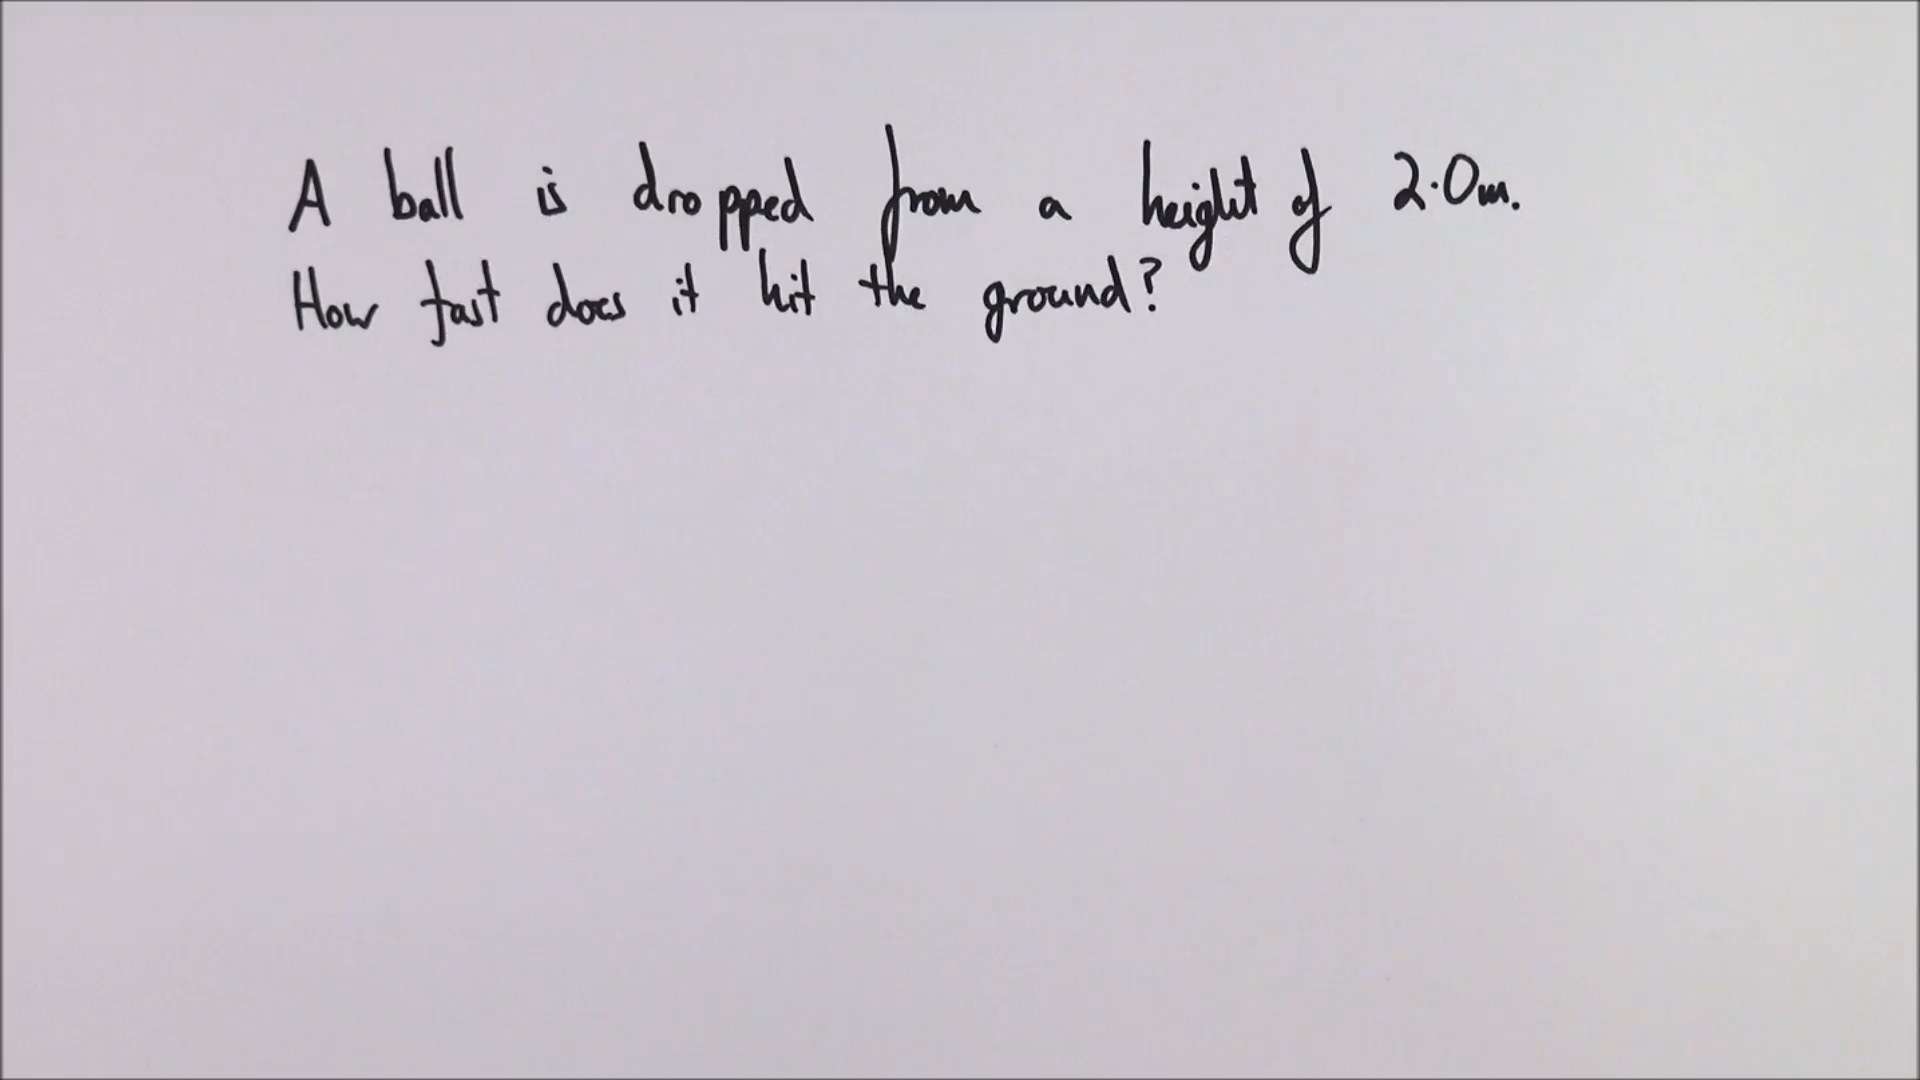 A ball is dropped from a height of 2.0m.
How fast does it hit the ground?